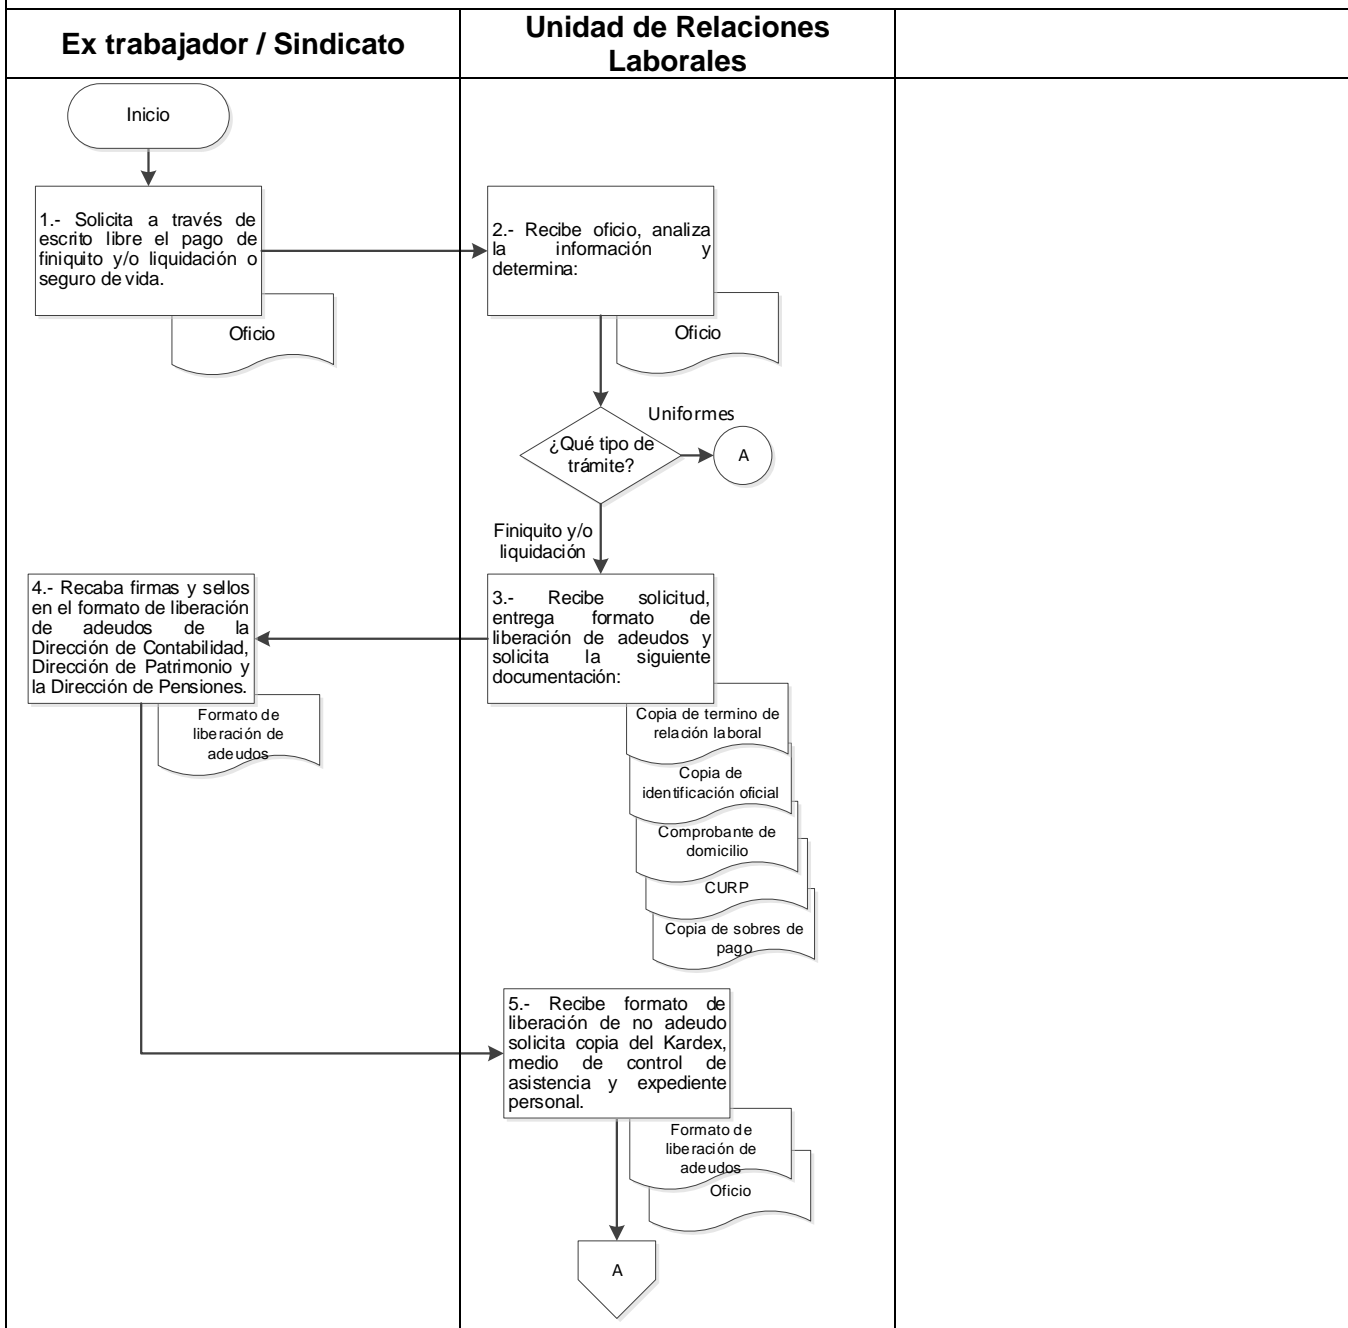 Ex trabajador / Sindicato
Unidad de Relaciones
Laborales
Inicio
1.- Solicita a través de
escrito libre el pago de
finiquito y/o liquidación o
seguro de vida.
Oficio
2.- Recibe oficio, analiza
la información y
determina:
Oficio
¿Qué tipo de
trámite?
Uniformes
A
Finiquito y/o
liquidación
3.- Recibe solicitud,
entrega formato de
liberación de adeudos y
solicita la siguiente
documentación:
4.- Recaba firmas y sellos
en el formato de liberación
de adeudos de la
Dirección de Contabilidad,
Dirección de Patrimonio y
la Dirección de Pensiones.
Formato de
liberación de
adeudos
Copia de termino de
relación laboral
Copia de
identificación oficial
Comprobante de
domicilio
CURP
Copia de sobres de
pago
5.- Recibe formato de
liberación de no adeudo
solicita copia del Kardex,
medio de control de
asistencia y expediente
personal.
Formato de
liberación de
adeudos
Oficio
A